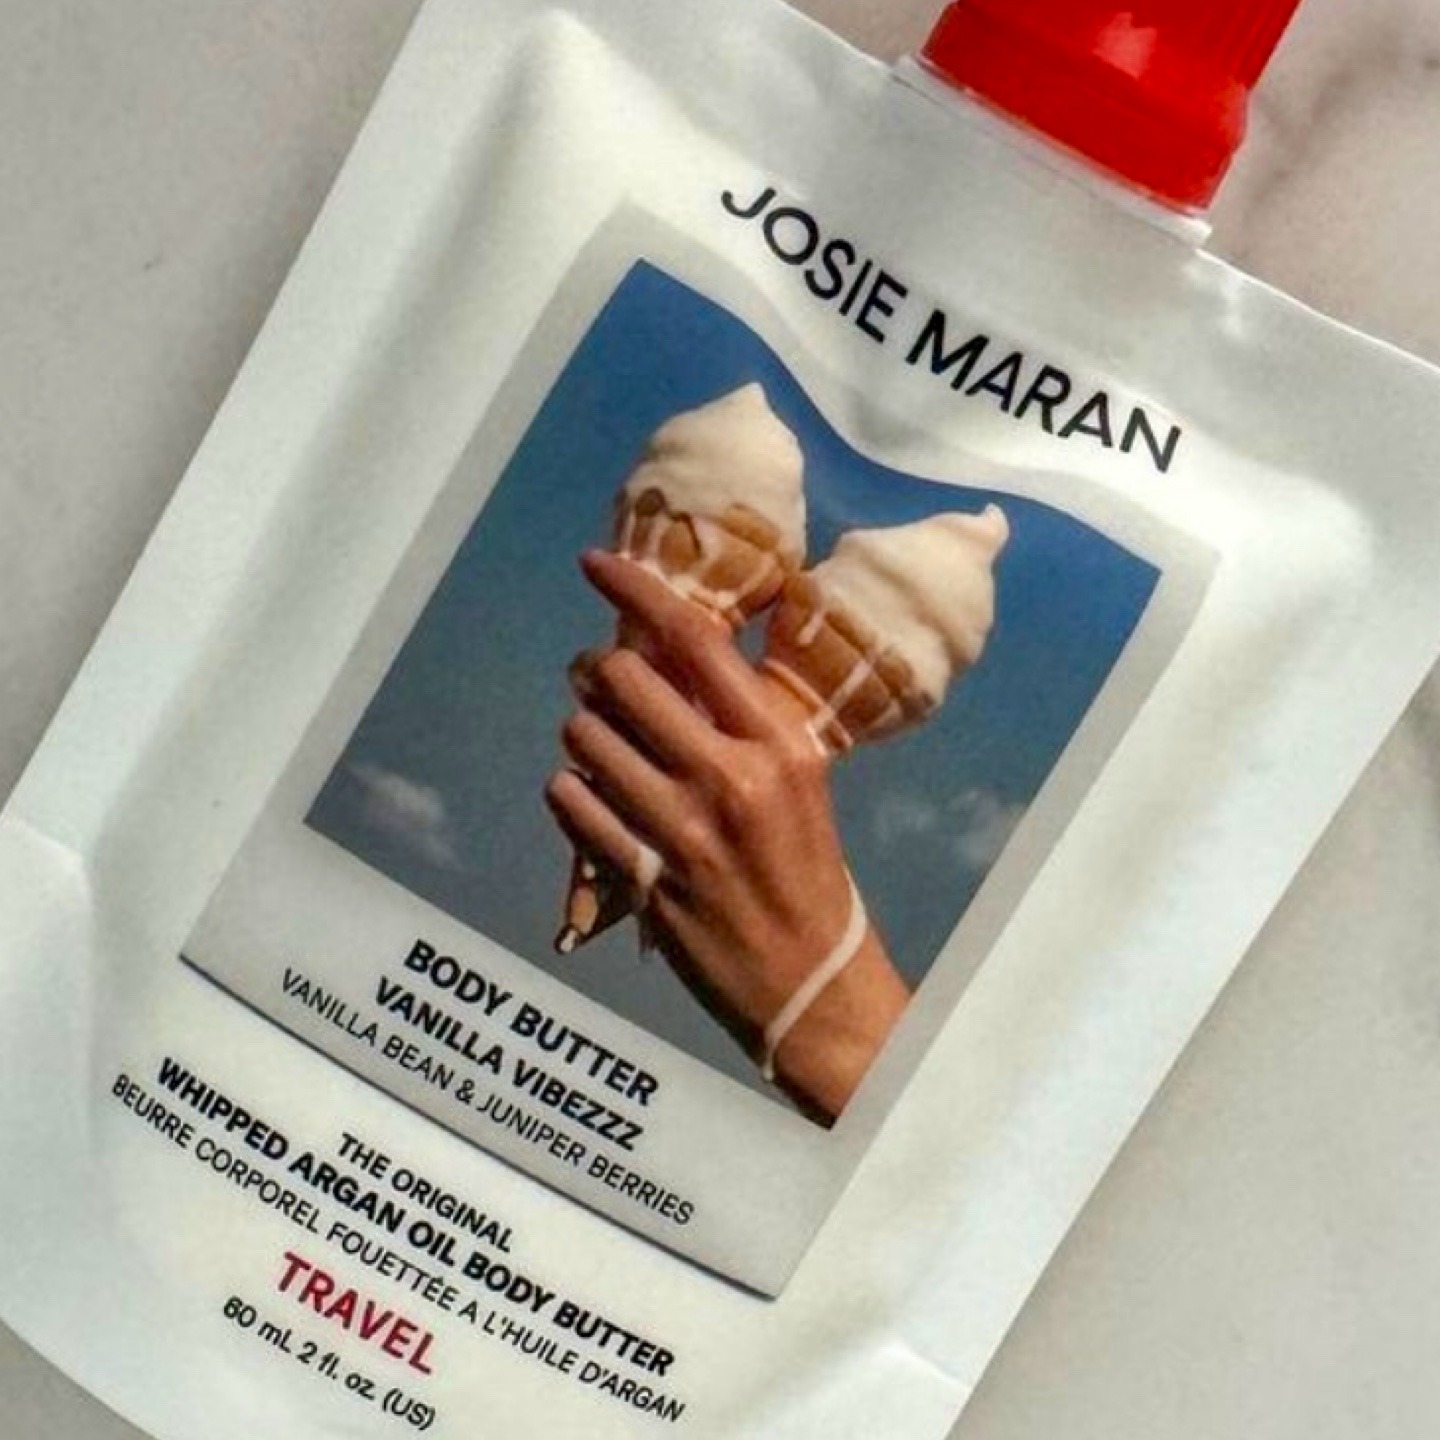 JOSIE MARAN
BODY BUTTER
VANILLA VIBEZZZ
VANILLA BEAN & JUNIPER BERRIES
THE ORIGINAL
WHIPPED ARGAN OIL BODY BUTTER
BEURRE CORPOREL FOUETTÉE A L'HUILE D'ARGAN
TRAVEL
60 mL 2 fl. oz. (US)